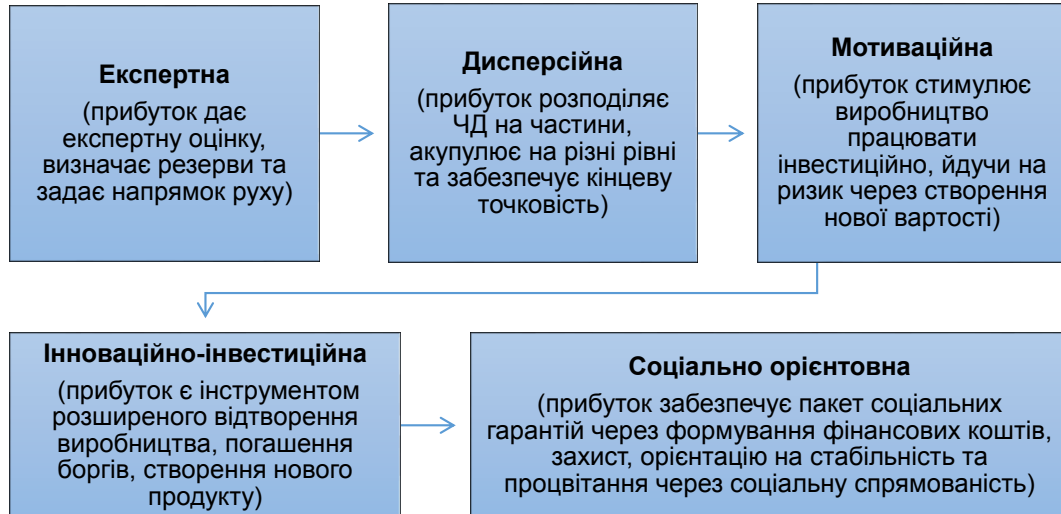 Експертна
(прибуток дає
експертну оцінку,
визначає резерви та
задає напрямок руху)
Дисперсійна
(прибуток розподіляє
ЧД на частини,
акупулює на різні рівні
та забезпечує кінцеву
точковість)
Мотиваційна
(прибуток стимулює
виробництво
працювати
інвестиційно, йдучи на
ризик через створення
нової вартості)
Інноваційно-інвестиційна
(прибуток є інструментом
розширеного відтворення
виробництва, погашення
боргів, створення нового
продукту)
Соціально орієнтовна
(прибуток забезпечує пакет соціальних
гарантій через формування фінансових коштів,
захист, орієнтацію на стабільність та
процвітання через соціальну спрямованість)